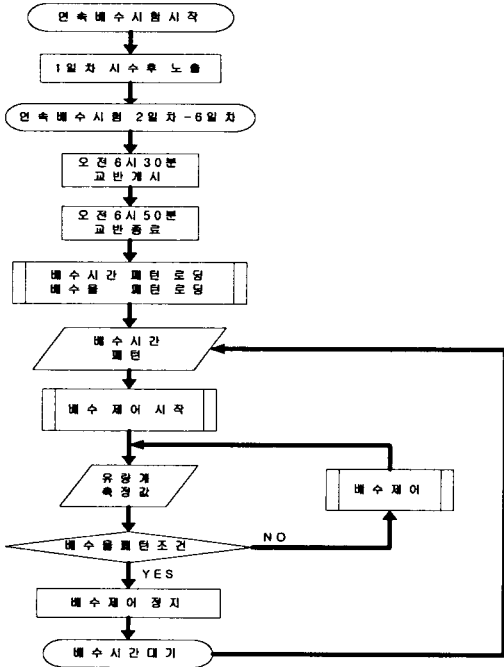 연속배수시험시작
1일차 시수후 노출
연속배수시험 2일차-6일차
오전6시30분
교반개시
오전6시50분
교반종료
배수시간 패턴 로딩
배수율 패턴로딩
배수시간
패턴
배수 제어 시작
유량계
측정값
배수제어
배수율패턴조건
NO
YES
배수제어 정지
배수시간대기